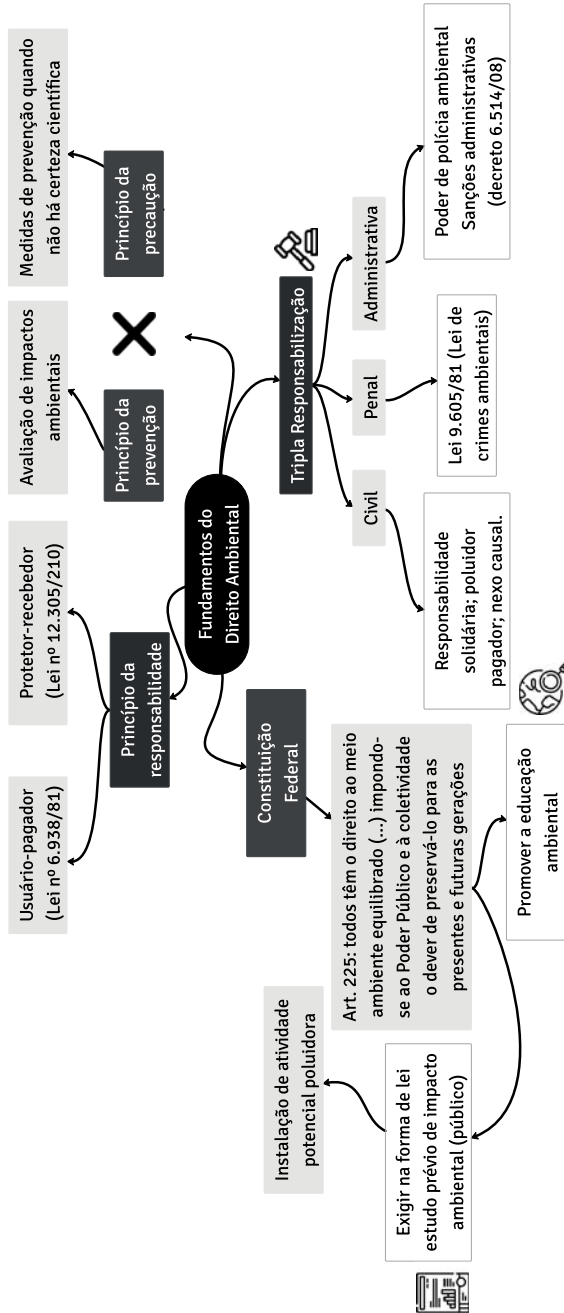 Usuário-pagador
(Lei nº 6.938/81)
Protetor-recebedor
(Lei nº 12.305/210)
Avaliação de impactos
ambientais
Medidas de prevenção quando
não há certeza científica
Princípio da
responsabilidade
Princípio da
prevenção
Princípio da
precaução
Fundamentos do
Direito Ambiental
Constituição
Federal
Tripla Responsabilização
Instalação de atividade
potencial poluidora
Art. 225: todos têm o direito ao meio
ambiente equilibrado (...) impondo-
se ao Poder Público e à coletividade
o dever de preservá-lo para as
presentes e futuras gerações
Civil
Penal
Administrativa
Exigir na forma de lei
estudo prévio de impacto
ambiental (público)
Promover a educação
ambiental
Responsabilidade
solidária; poluidor
pagador; nexo causal.
Lei 9.605/81 (Lei de
crimes ambientais)
Poder de polícia ambiental
Sanções administrativas
(decreto 6.514/08)